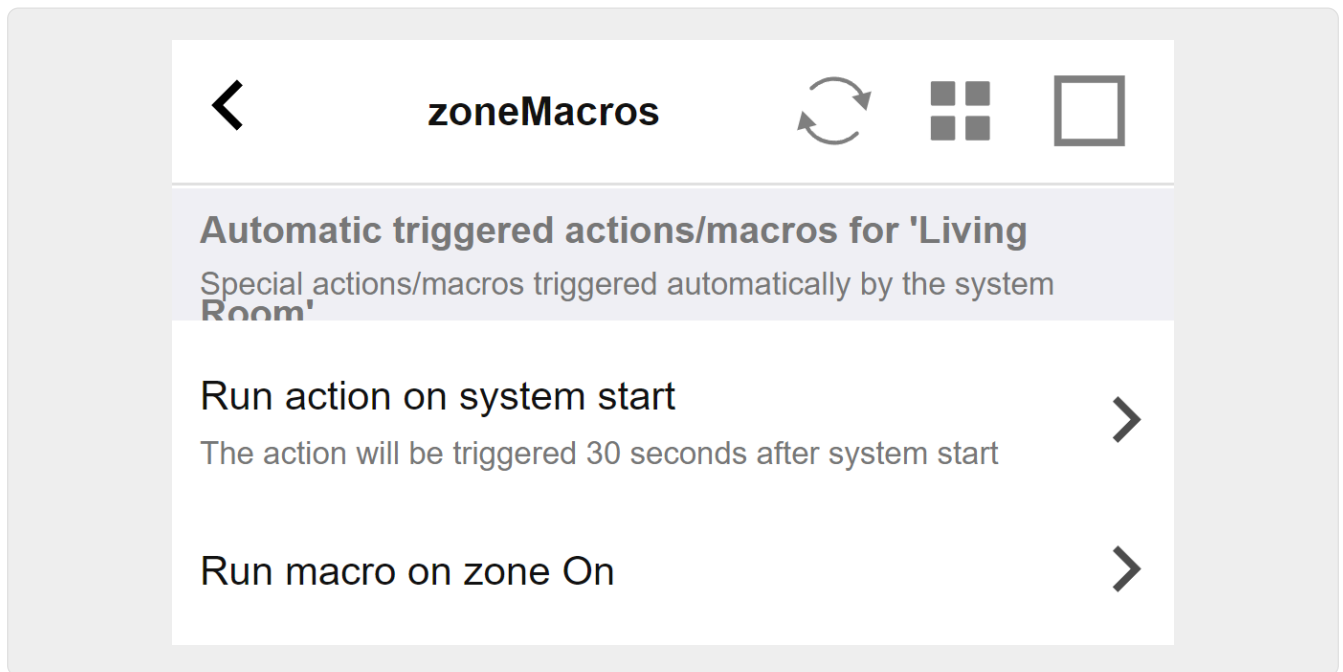 zoneMacros
Automatic triggered actions/macros for 'Living
Special actions/macros triggered automatically by the system
Room'
Run action on system start
The action will be triggered 30 seconds after system start
Run macro on zone On